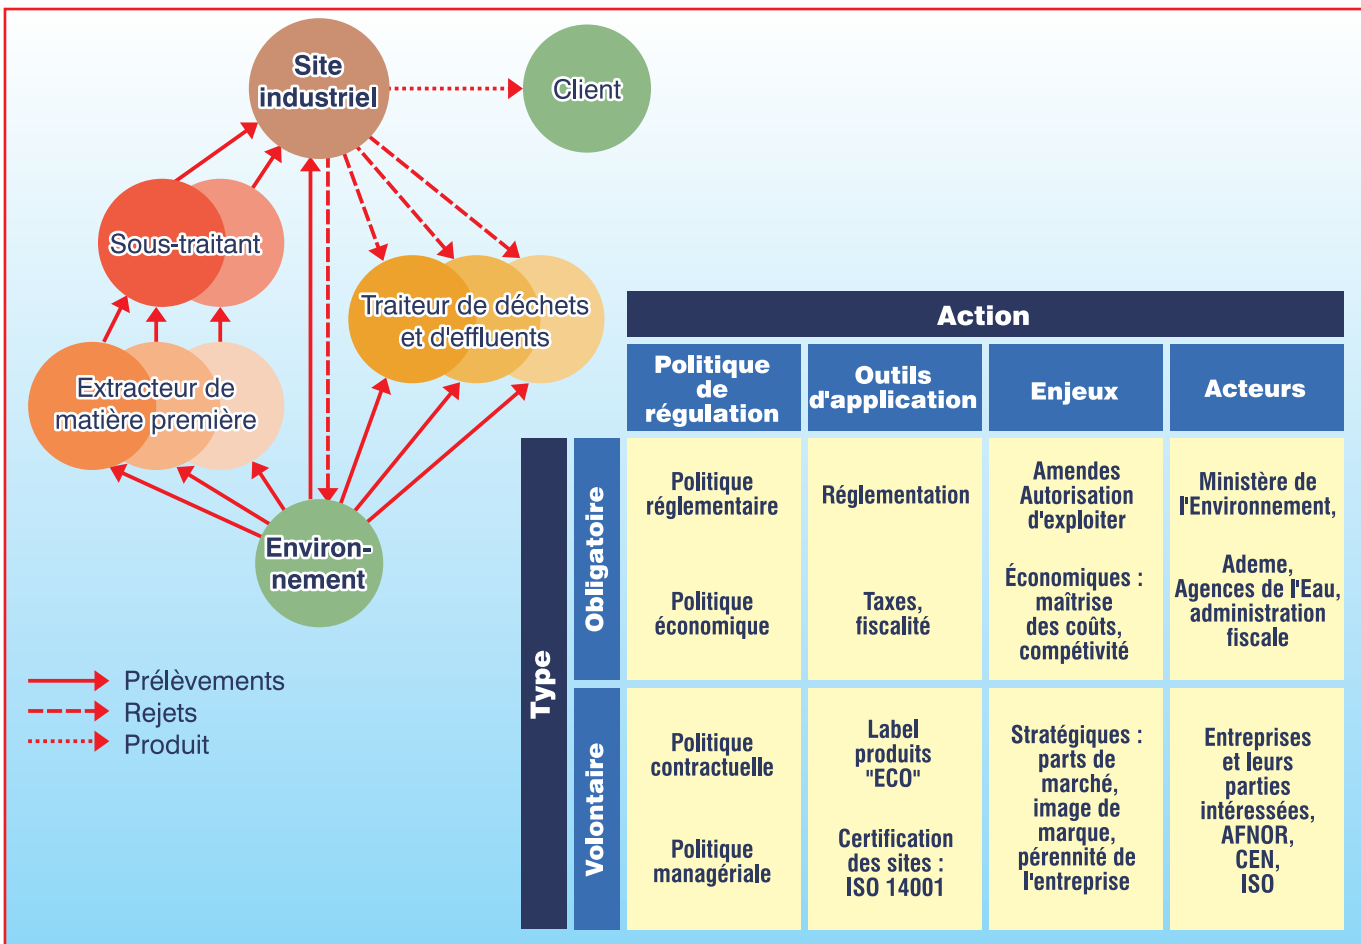 Site
industriel
Client
Sous-traitant
Traiteur de déchets
et d'effluents
Extracteur de
matière première
Environ-
nement
Prélèvements
Rejets
Produit
Action
Politique
de
régulation
Outils
d'application
Enjeux
Acteurs
Type
Obligatoire
Politique
réglementaire
Réglementation
Amendes
Autorisation
d'exploiter
Ministère de
l'Environnement,
Politique
économique
Taxes,
fiscalité
Économiques :
maîtrise
des coûts,
compétivité
Ademe,
Agences de l'Eau,
administration
fiscale
Volontaire
Politique
contractuelle
Label
produits
"ECO"
Stratégiques :
parts de
marché,
image de
marque,
pérennité de
l'entreprise
Entreprises
et leurs
parties
intéressées,
AFNOR,
CEN,
ISO
Politique
managériale
Certification
des sites :
ISO 14001